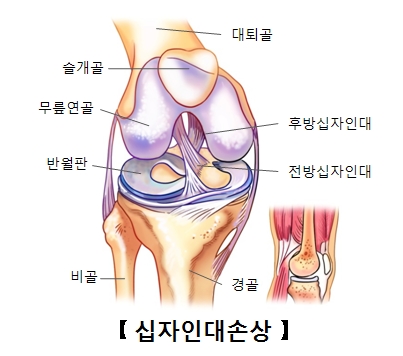 대퇴골
슬개골
무릎연골
후방십자인대
반월판
전방십자인대
비골
경골
【 십자인대손상 】